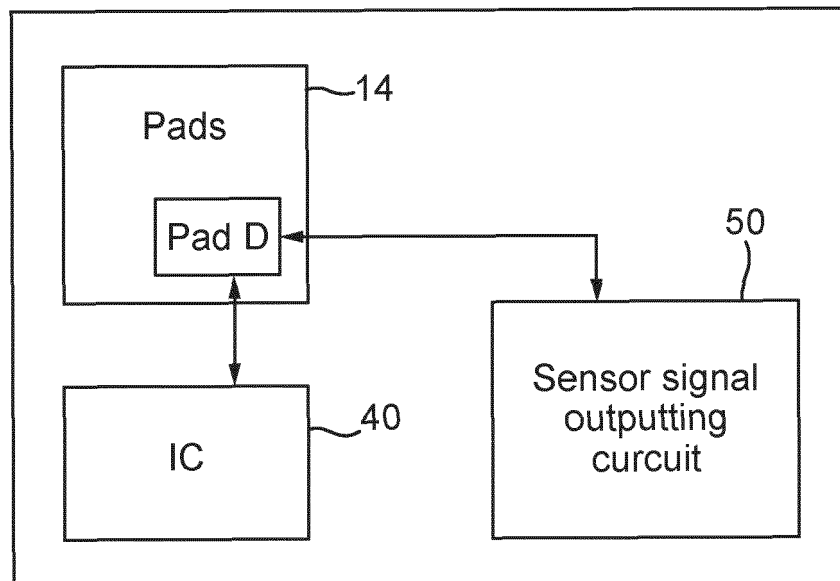 14
Pads
Pad D
50
Sensor signal
outputting
curcuit
40
IC